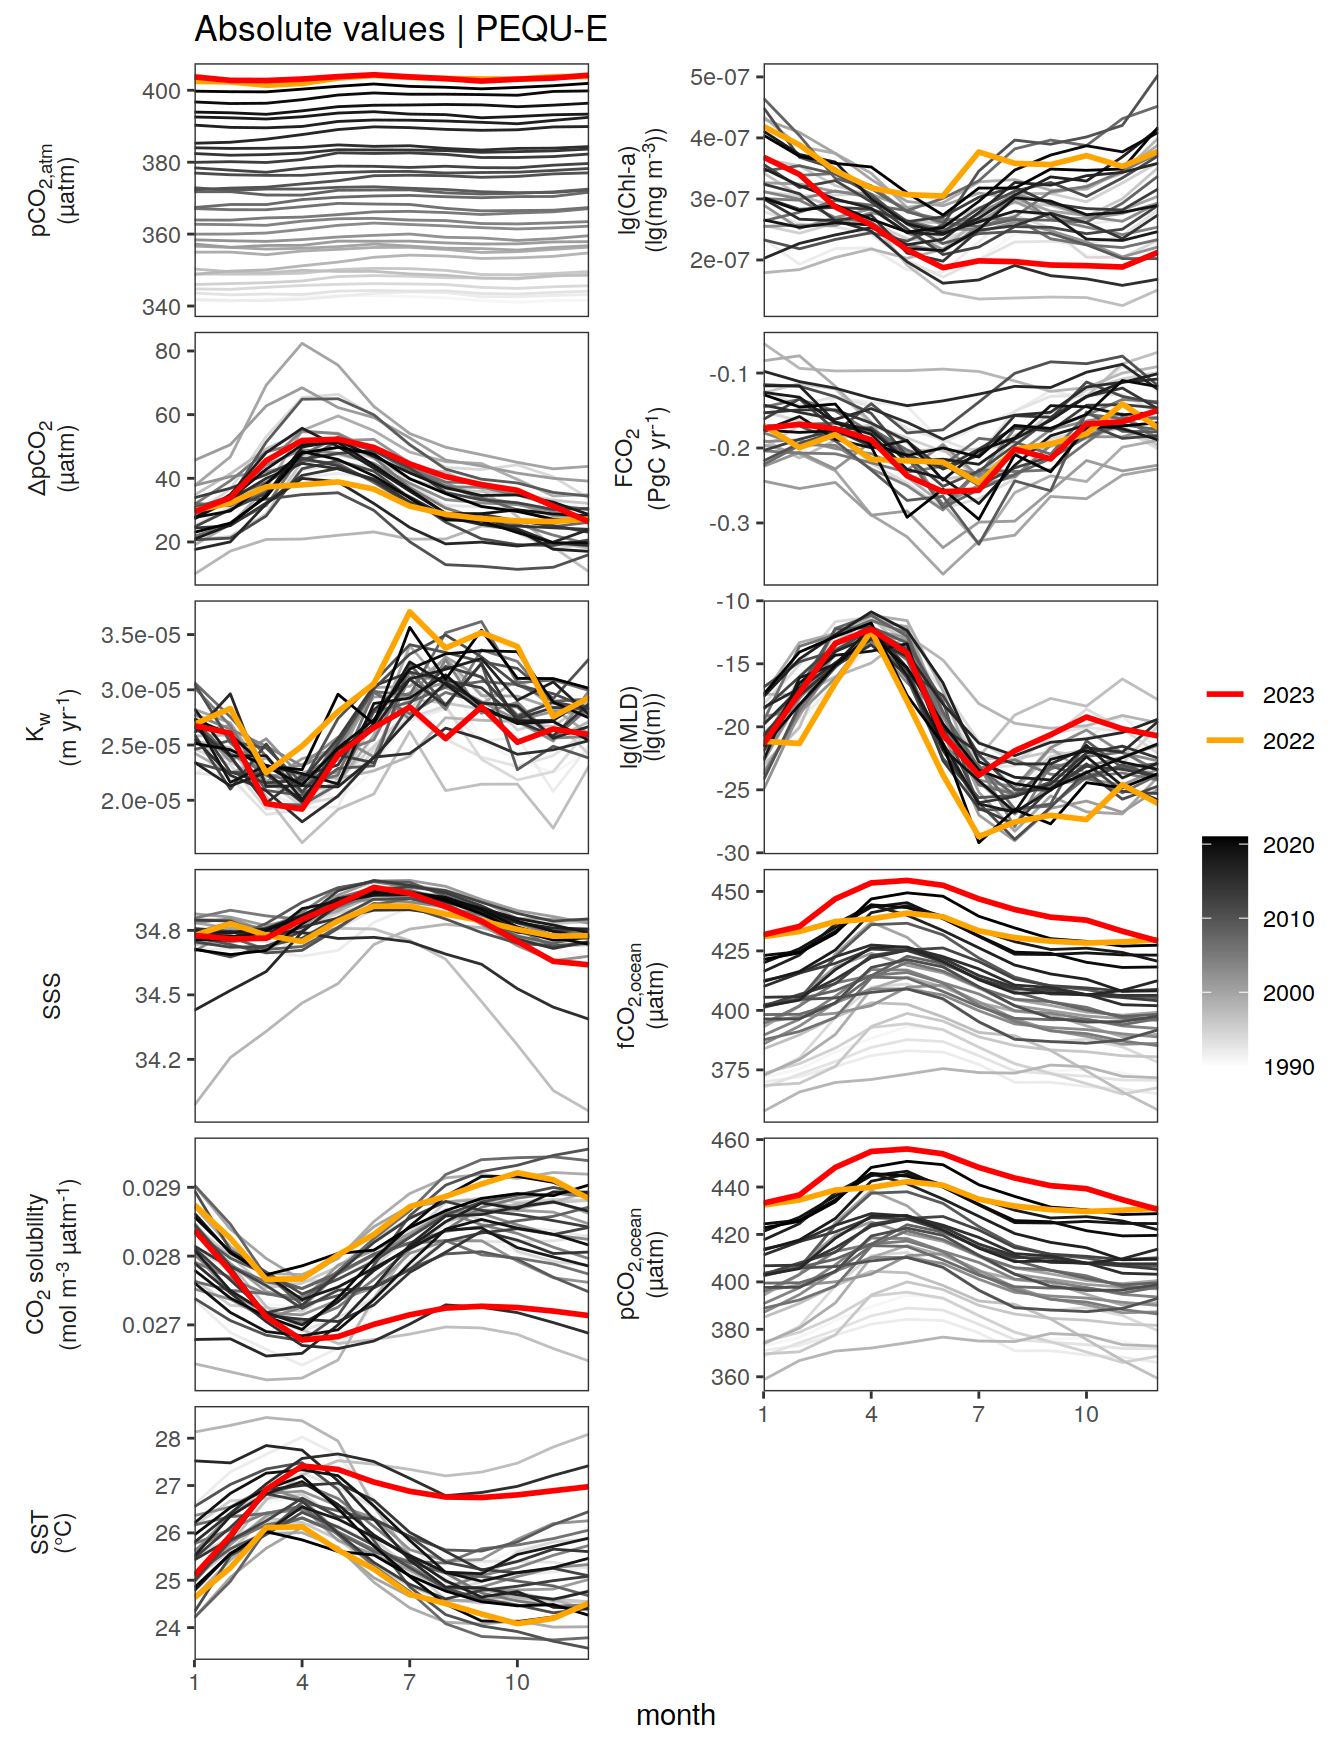 Absolute values | PEQU-E
pCO2,atm
(µatm)
400
380
360
340
lg(Chl-a)
(lg(mg m-3))
5e-07
4e-07
3e-07
2e-07
ΔpCO2
(µatm)
80
60
40
20
FCO2
(PgC yr-1)
-0.1
-0.2
-0.3
Kw
(m yr-1)
3.5e-05
3.0e-05
2.5e-05
2.0e-05
lg(MLD)
(lg(m))
-10
-15
-20
-25
-30
SSS
34.8
34.5
34.2
fCO2,ocean
(µatm)
450
425
400
375
CO2 solubility
(mol m-3 µatm-1)
0.029
0.028
0.027
pCO2,ocean
(µatm)
460
440
420
400
380
360
1 4 7 10
SST
(°C)
28
27
26
25
24
1 4 7 10
month
2023
2022
2020
2010
2000
1990